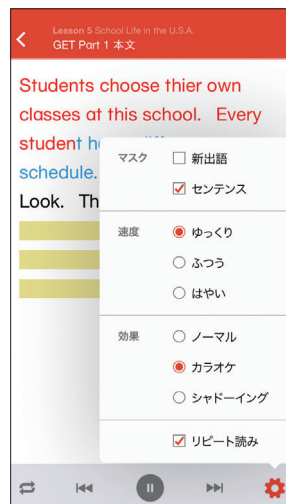 Lesson 5 School Life in the U.S.A.
GET Part 1 本文
Students choose thier own
classes at this school. Every
student
schedule.
Look.
マスク
新出語
センテンス
速度
ゆっくり
ふつう
はやい
効果
ノーマル
カラオケ
シャドーイング
リピート読み